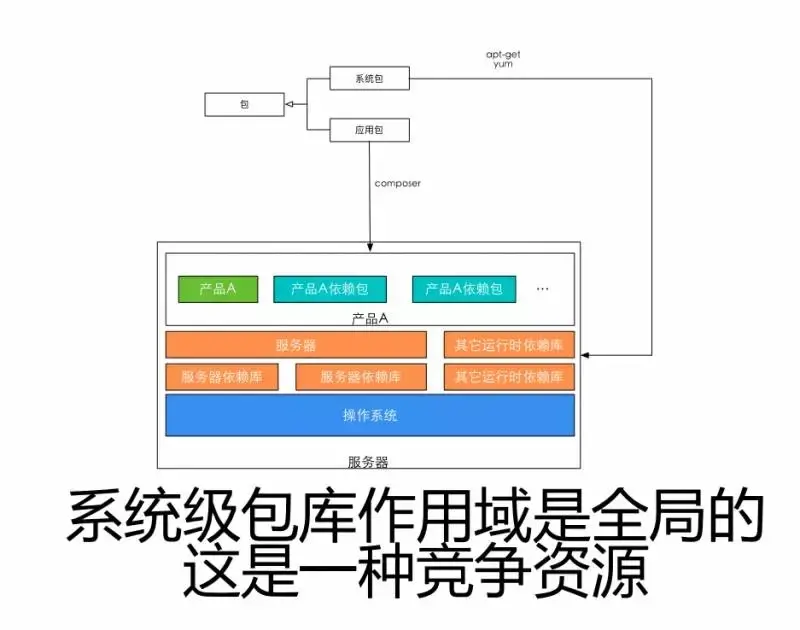 apt-get
yum
系统包
包
应用包
composer
产品A
产品A依赖包
产品A依赖包
...
产品A
服务器
其它运行时依赖库
服务器依赖库
服务器依赖库
其它运行时依赖库
操作系统
服务器
系统级包库作用域是全局的
这是一种竞争资源